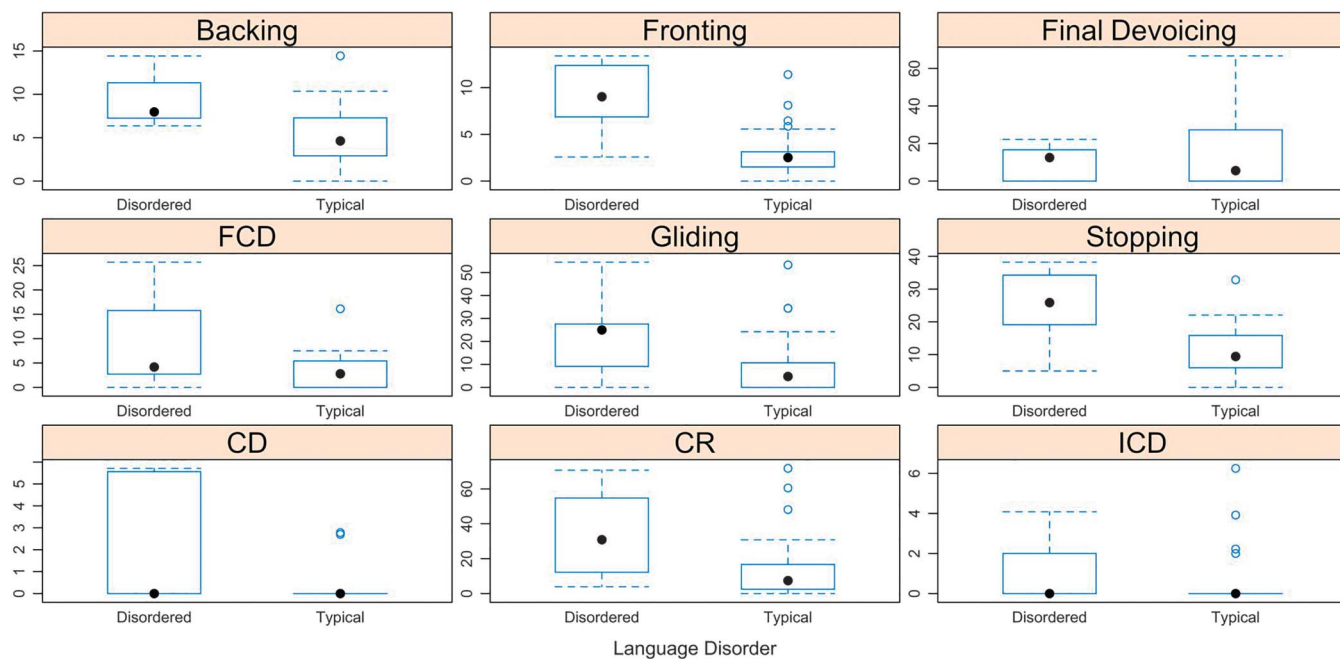 Backing
Fronting
Final Devoicing
15
10
5
0
10
5
0
60
40
20
0
Disordered
Typical
Disordered
Typical
Disordered
Typical
FCD
Gliding
Stopping
25
20
15
10
5
0
50
40
30
20
10
0
40
30
20
10
0
Disordered
Typical
Disordered
Typical
Disordered
Typical
CD
CR
ICD
5
4
3
2
1
0
60
40
20
0
6
4
2
0
Disordered
Typical
Disordered
Typical
Disordered
Typical
Language Disorder